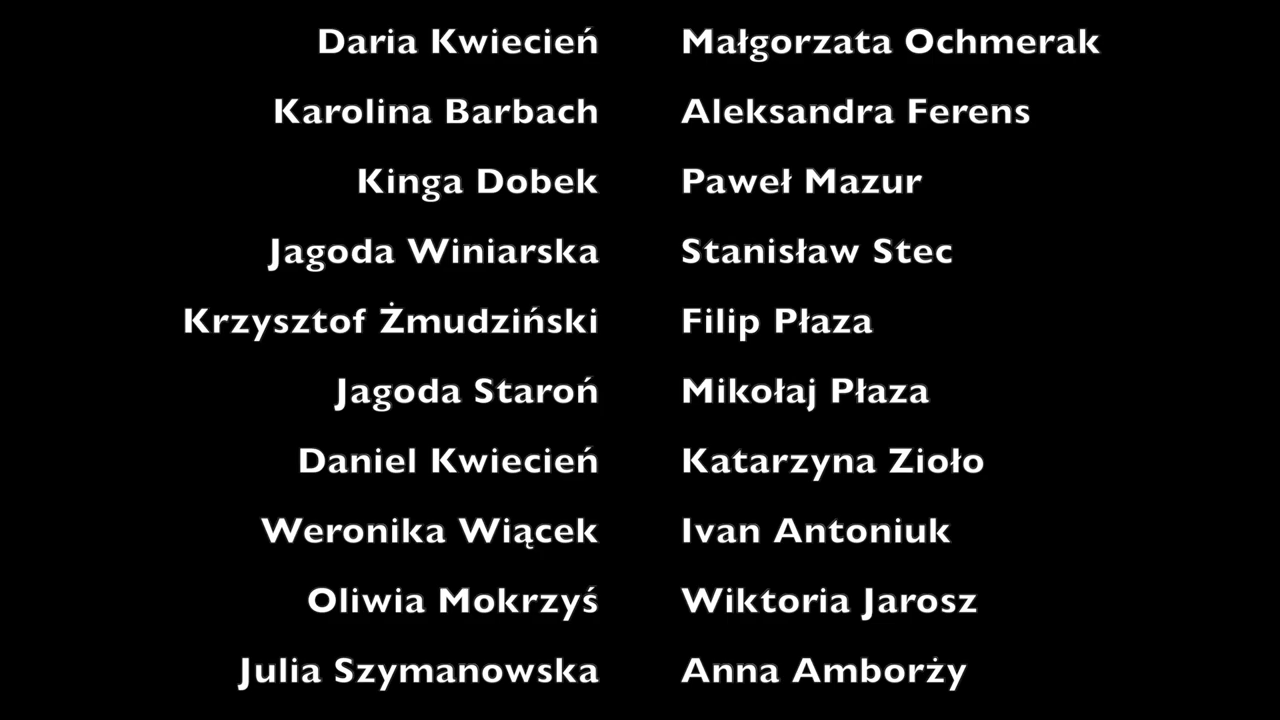 Daria Kwiecień Małgorzata Ochmerak
Karolina Barbach Aleksandra Ferens
Kinga Dobek Paweł Mazur
Jagoda Winiarska Stanisław Stec
Krzysztof Żmudziński Filip Płaza
Jagoda Staroń Mikołaj Płaza
Daniel Kwiecień Katarzyna Zioło
Weronika Wiącek Ivan Antoniuk
Oliwia Mokrzyś Wiktoria Jarosz
Julia Szymanowska Anna Amborży